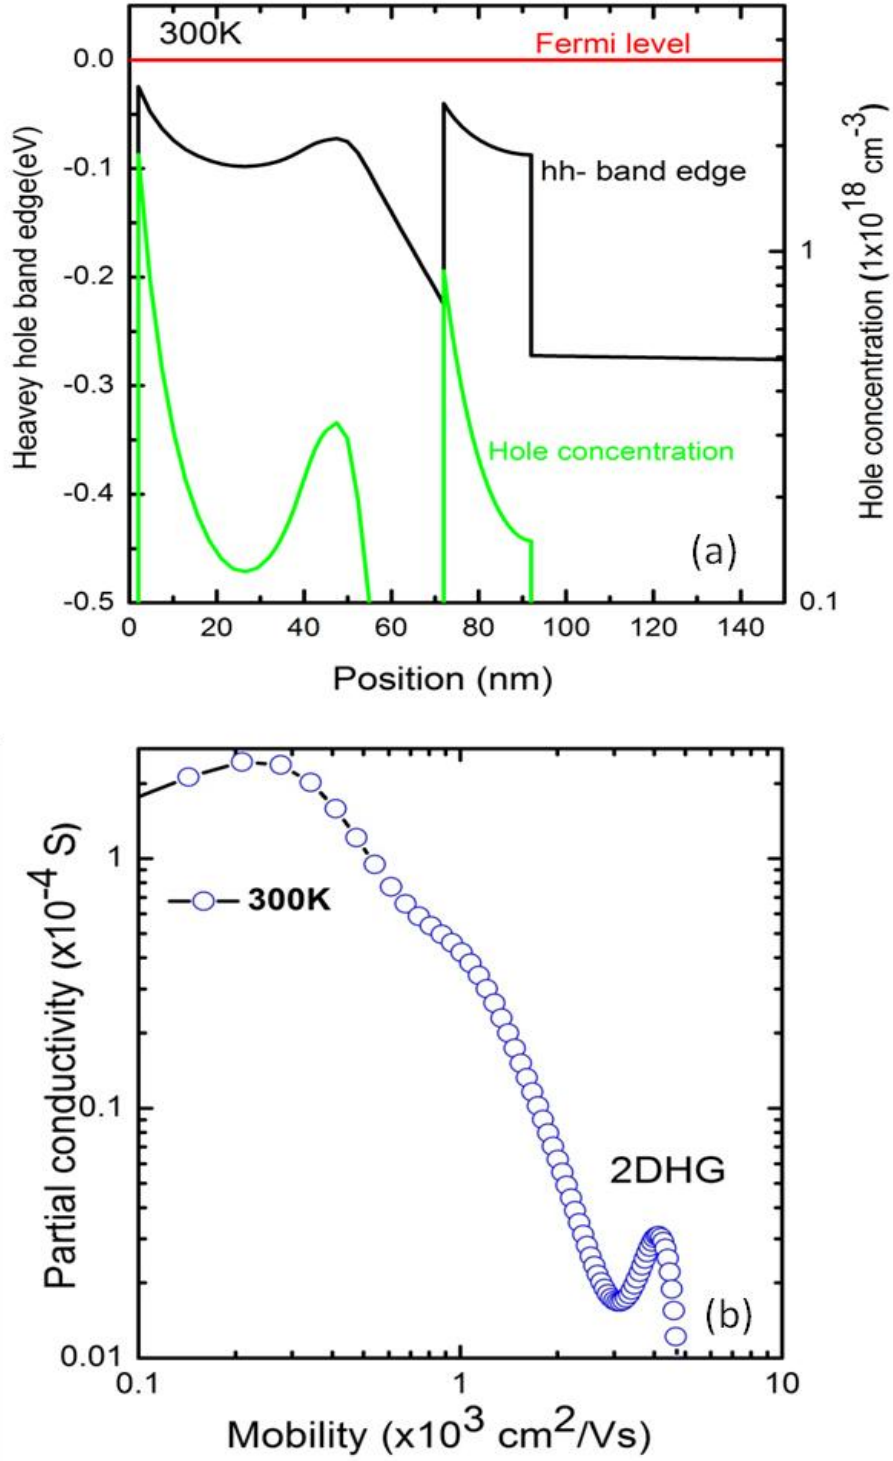 300K
Fermi level
0.0
-0.1
-0.2
-0.3
-0.4
-0.5
Heavey hole band edge(eV)
hh- band edge
Hole concentration
(a)
1
0.1
Hole concentration (1x10^18 cm^-3)
0 20 40 60 80 100 120 140
Position (nm)
1
0.1
0.01
Partial conductivity (x10^-4 S)
300K
2DHG
(b)
0.1 1 10
Mobility (x10^3 cm^2/Vs)